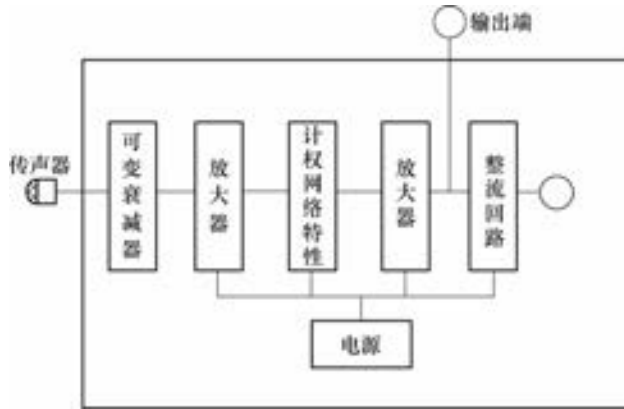 输出端
传声器
可变衰减器
放大器
计权网络特性
放大器
整流回路
电源